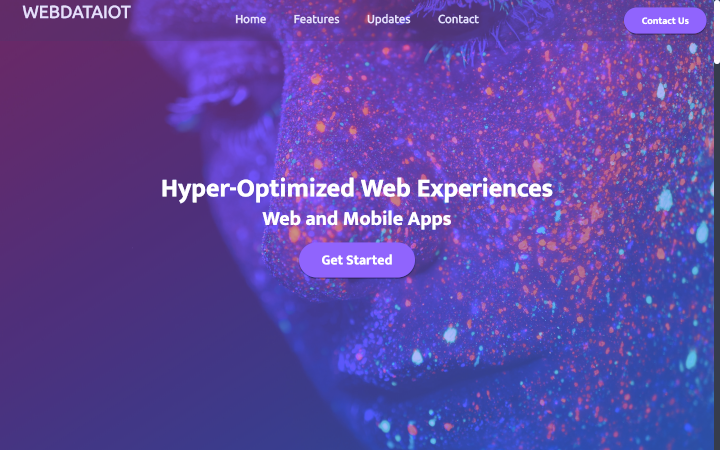 WEBDATAIOT
Home Features Updates Contact
Contact Us
Hyper-Optimized Web Experiences
Web and Mobile Apps
Get Started